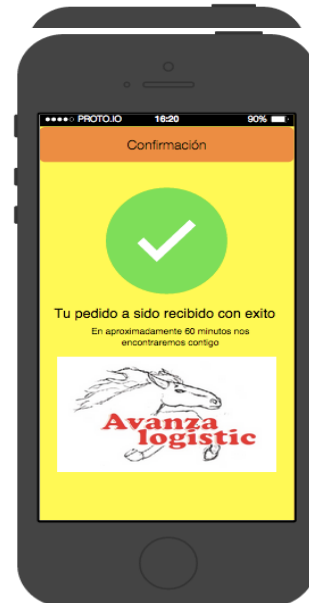 PROTO.IO 16:20 90%
Confirmación
Tu pedido a sido recibido con exito
En aproximadamente 60 minutos nos
encontraremos contigo
Avanza
logistic